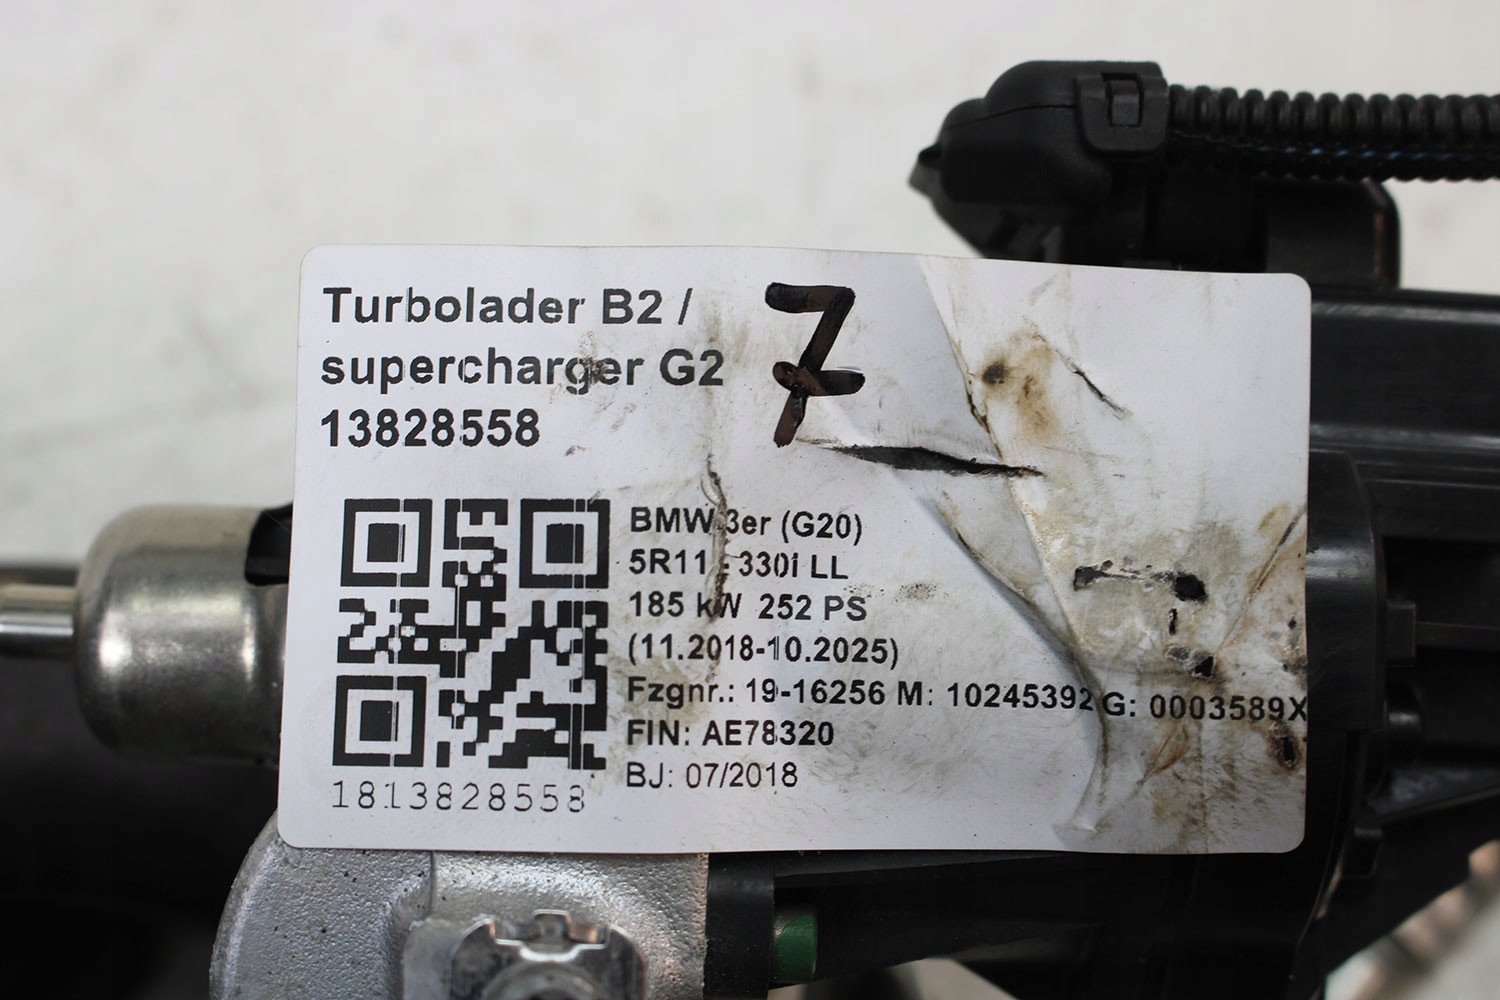 Turbolader B2 /
supercharger G2
13828558
7
BMW 3er (G20)
5R11 - 330i LL
185 kW 252 PS
(11.2018-10.2025)
Fzgnr.: 19-16256 M: 10245392 G: 0003589X
FIN: AE78320
BJ: 07/2018
1813828558